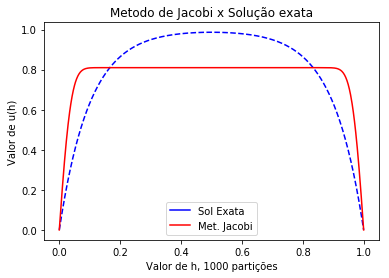 Metodo de Jacobi x Solução exata
Valor de u(h)
1.0
0.8
0.6
0.4
0.2
0.0
Sol Exata
Met. Jacobi
0.0 0.2 0.4 0.6 0.8 1.0
Valor de h, 1000 partições